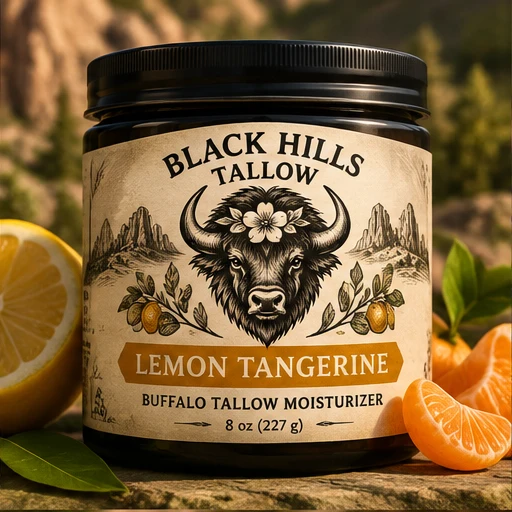 BLACK HILLS
TALLOW
LEMON TANGERINE
BUFFALO TALLOW MOISTURIZER
8 oz (227 g)